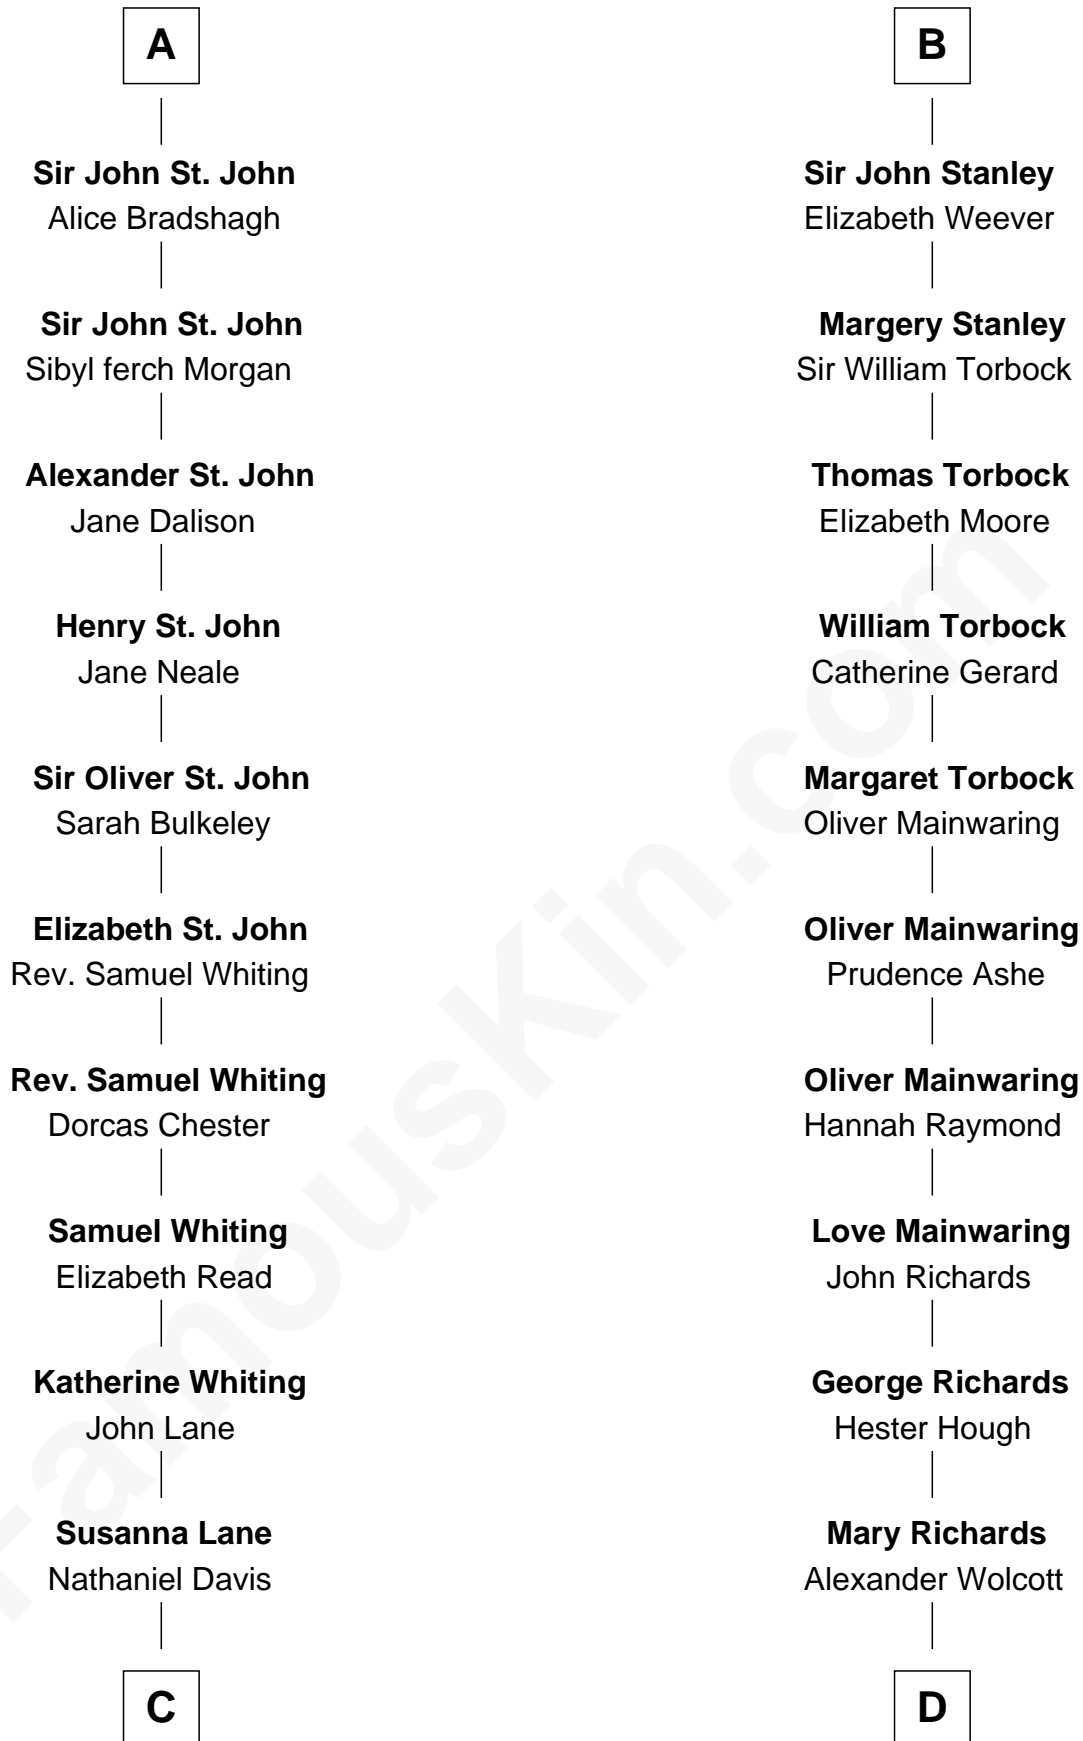 A
Sir John St. John
Alice Bradshagh
Sir John St. John
Sibyl ferch Morgan
Alexander St. John
Jane Dalison
Henry St. John
Jane Neale
Sir Oliver St. John
Sarah Bulkeley
Elizabeth St. John
Rev. Samuel Whiting
Rev. Samuel Whiting
Dorcas Chester
Samuel Whiting
Elizabeth Read
Katherine Whiting
John Lane
Susanna Lane
Nathaniel Davis
C
B
Sir John Stanley
Elizabeth Weever
Margery Stanley
Sir William Torbock
Thomas Torbock
Elizabeth Moore
William Torbock
Catherine Gerard
Margaret Torbock
Oliver Mainwaring
Oliver Mainwaring
Prudence Ashe
Oliver Mainwaring
Hannah Raymond
Love Mainwaring
John Richards
George Richards
Hester Hough
Mary Richards
Alexander Wolcott
D
FamousKin.com